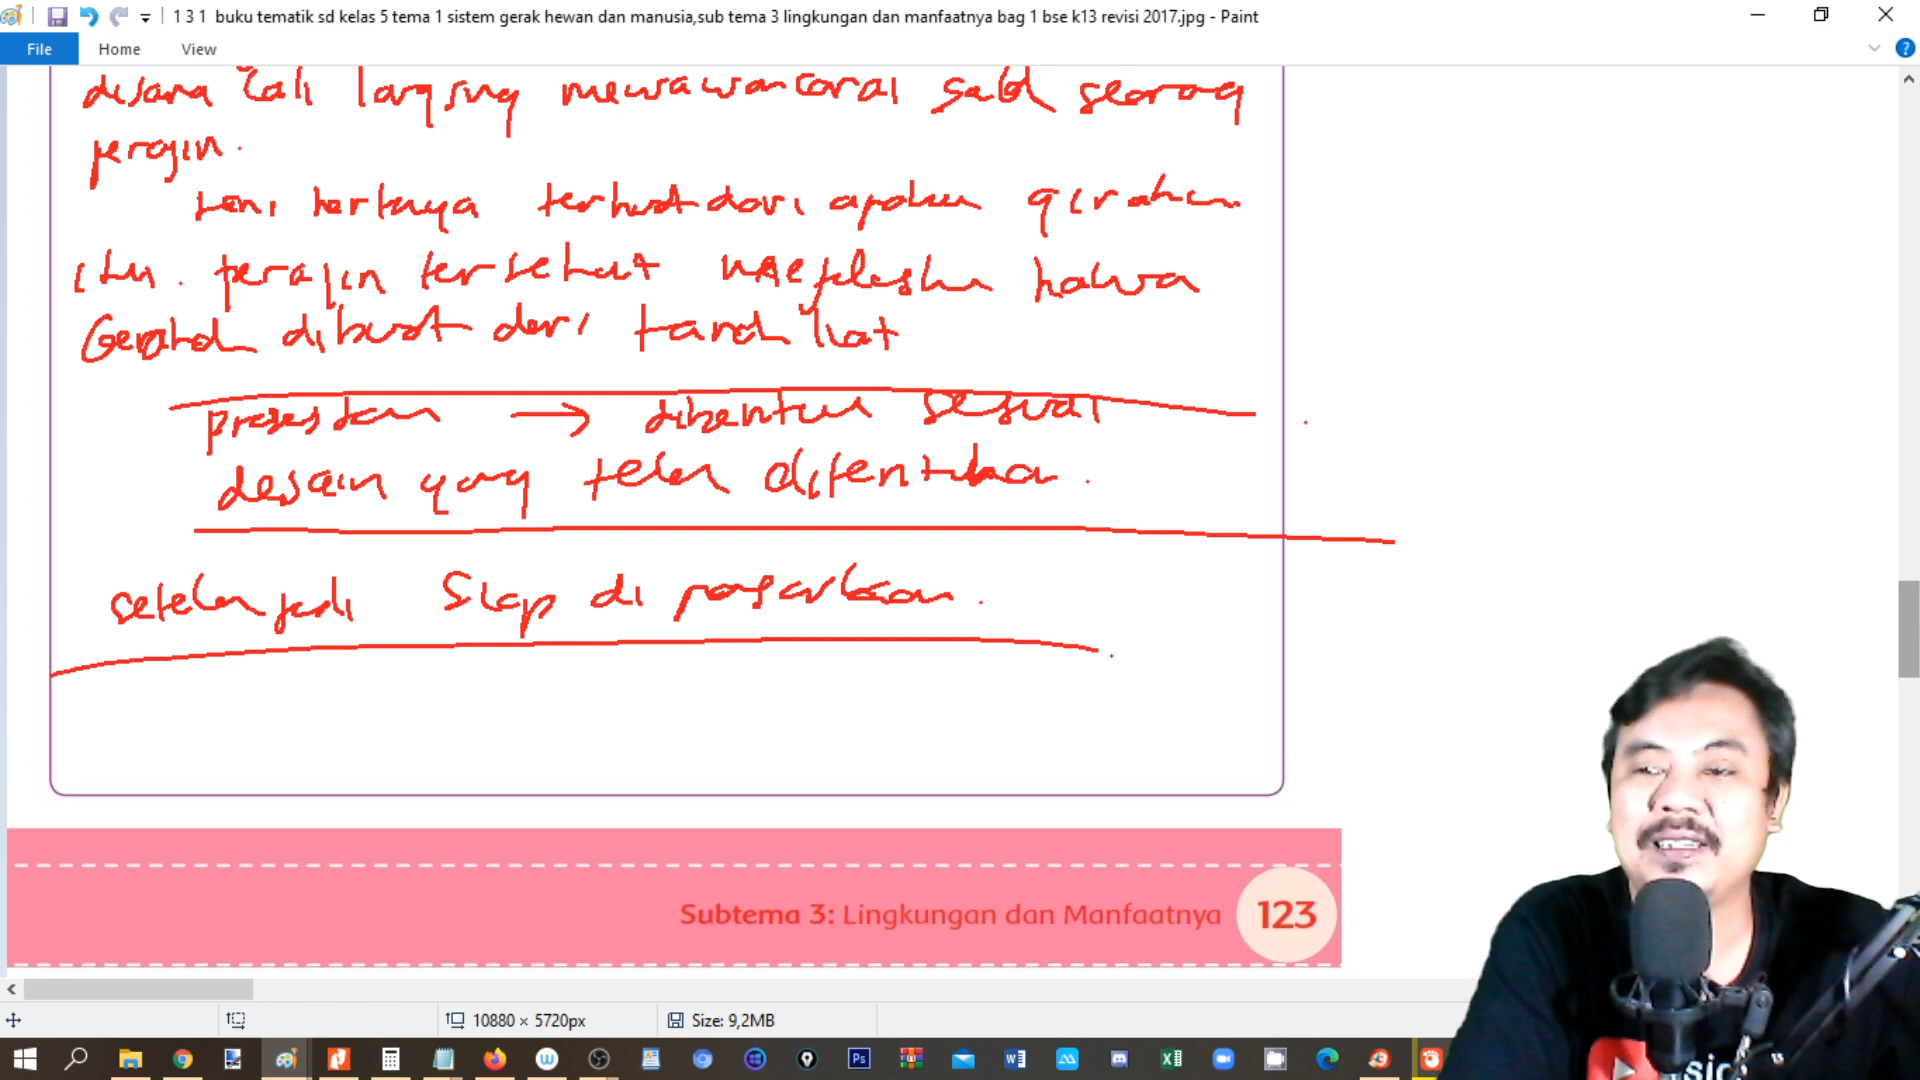 1 3 1 buku tematik sd kelas 5 tema 1 sistem gerak hewan dan manusia,sub tema 3 lingkungan dan manfaatnya bag 1 bse k13 revisi 2017.jpg - Paint
File Home View
disana kali langsung mewawancarai salah seorang
perajin.
bertanya terbuat dari apakah gerabah
itu. perajin tersebut menjelaskan bahwa
Gerabah dibuat dari tanah liat
proses tanah → dibentuk sesuai
desain yang telah ditentukan.
setelah jadi Siap di pasarkan.
Subtema 3: Lingkungan dan Manfaatnya 123
10880 × 5720px Size: 9,2MB